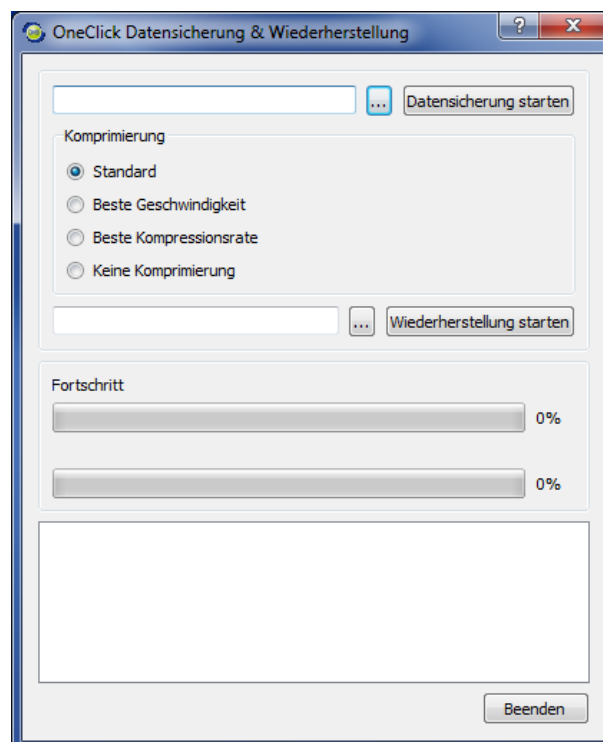 OneClick Datensicherung & Wiederherstellung
?
X
...
Datensicherung starten
Komprimierung
Standard
Beste Geschwindigkeit
Beste Kompressionsrate
Keine Komprimierung
...
Wiederherstellung starten
Fortschritt
0%
0%
Beenden